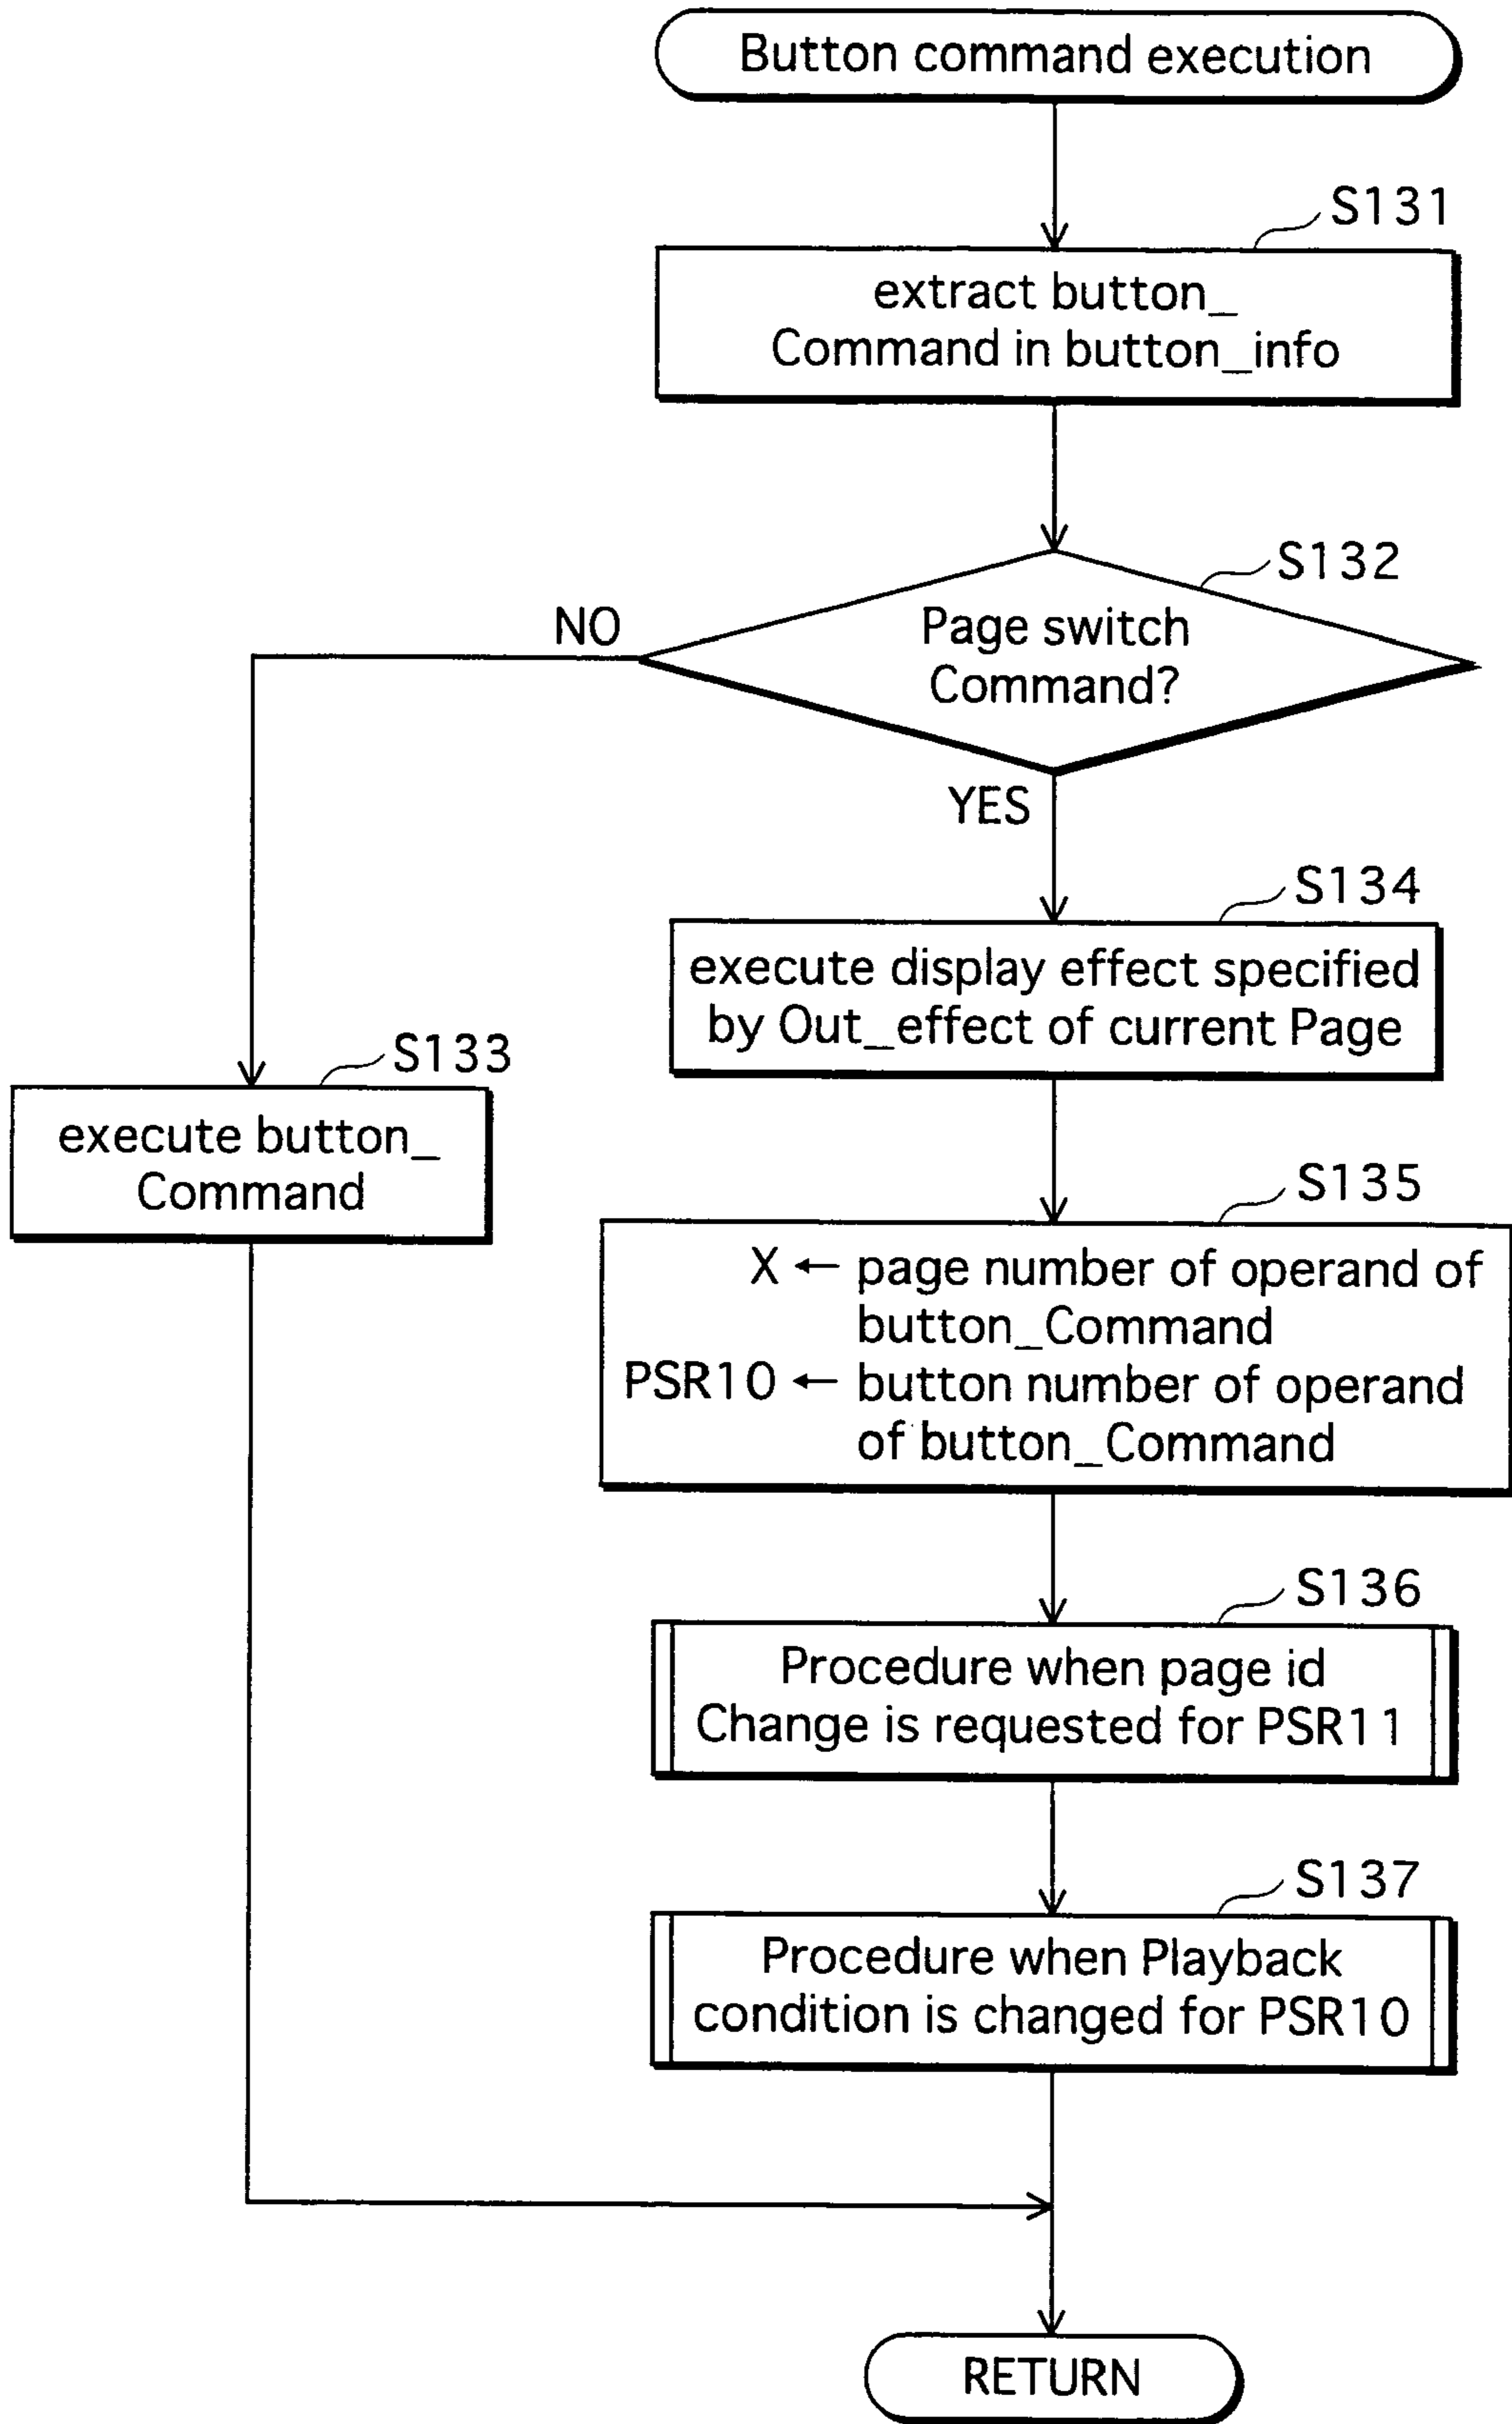 Button command execution
S131
extract button_
Command in button_info
S132
NO
Page switch
Command?
YES
S134
execute display effect specified
by Out_effect of current Page
S133
execute button_
Command
S135
X ← page number of operand of
button_Command
PSR10 ← button number of operand
of button_Command
S136
Procedure when page id
Change is requested for PSR11
S137
Procedure when Playback
condition is changed for PSR10
RETURN